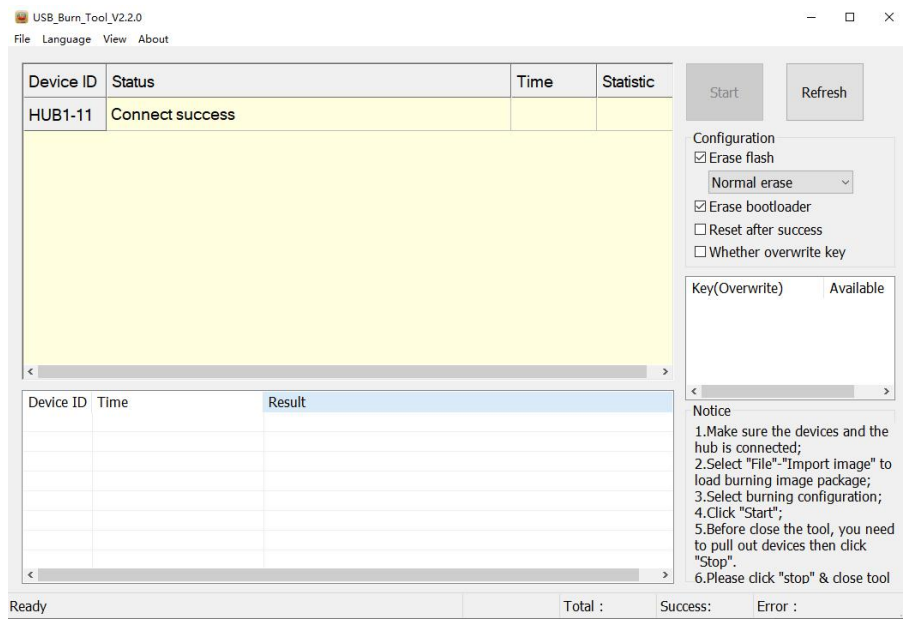 USB_Burn_Tool_V2.2.0
File Language View About
Device ID Status Time Statistic
HUB1-11 Connect success
Start
Refresh
Configuration
Erase flash
Normal erase
Erase bootloader
Reset after success
Whether overwrite key
Key(Overwrite) Available
Device ID Time Result
Notice
1.Make sure the devices and the
hub is connected;
2.Select "File"-"Import image" to
load burning image package;
3.Select burning configuration;
4.Click "Start";
5.Before close the tool, you need
to pull out devices then click
"Stop".
6.Please click "stop" & close tool
Ready Total : Success: Error :